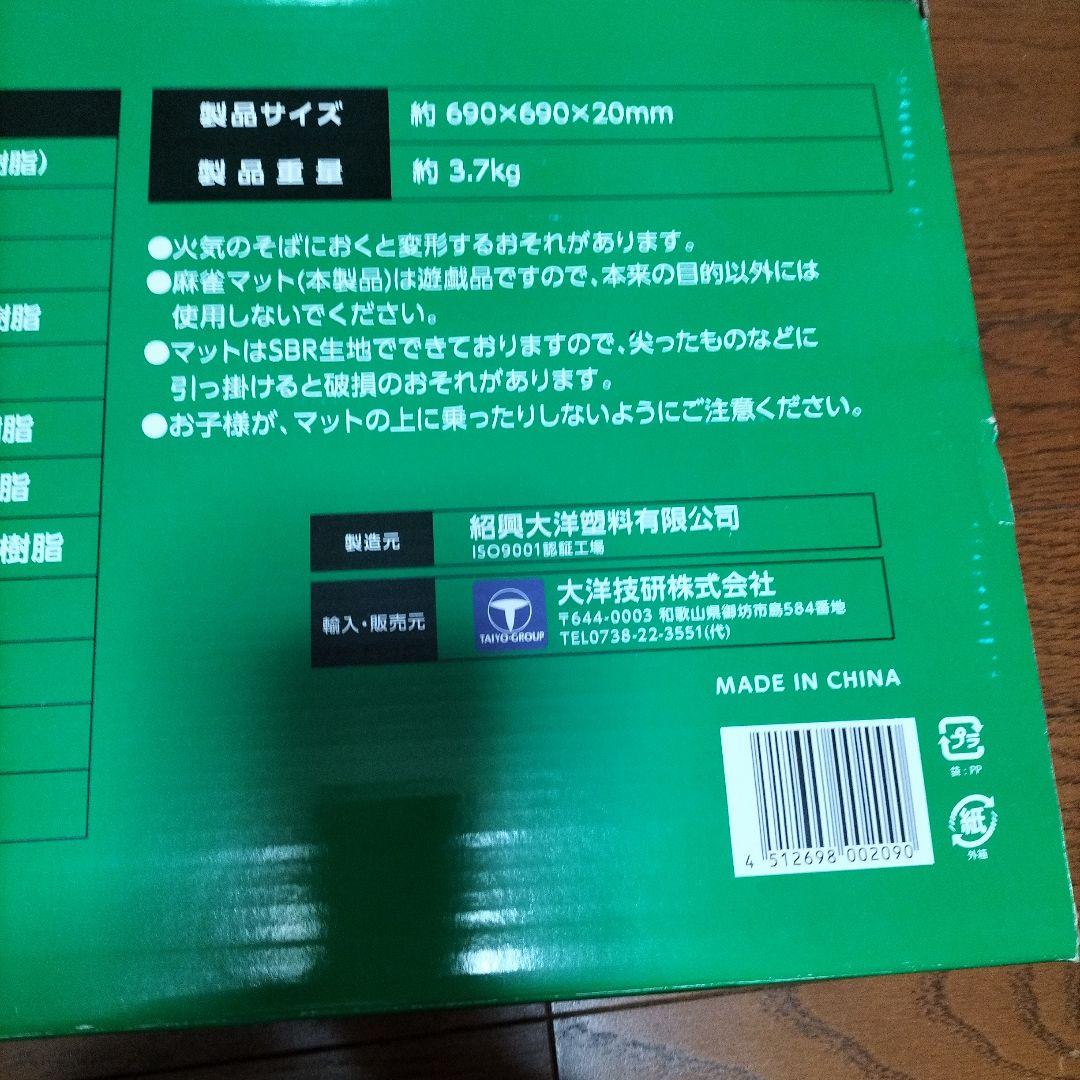 樹脂)
樹脂
樹脂
脂
樹脂
製品サイズ 約 690×690×20mm
製品重量 約 3.7kg
●火気のそばにおくと変形するおそれがあります。
●麻雀マット(本製品)は遊戯品ですので、本来の目的以外には
使用しないでください。
●マットはSBR生地でできておりますので、尖ったものなどに
引っ掛けると破損のおそれがあります。
●お子様が、マットの上に乗ったりしないようにご注意ください。
製造元 紹興大洋塑料有限公司
ISO9001認証工場
輸入・販売元 TAIYO-GROUP 大洋技研株式会社
〒644-0003 和歌山県御坊市島584番地
TEL0738-22-3551(代)
MADE IN CHINA
4 512698 002090
プラ
袋:PP
紙
外箱